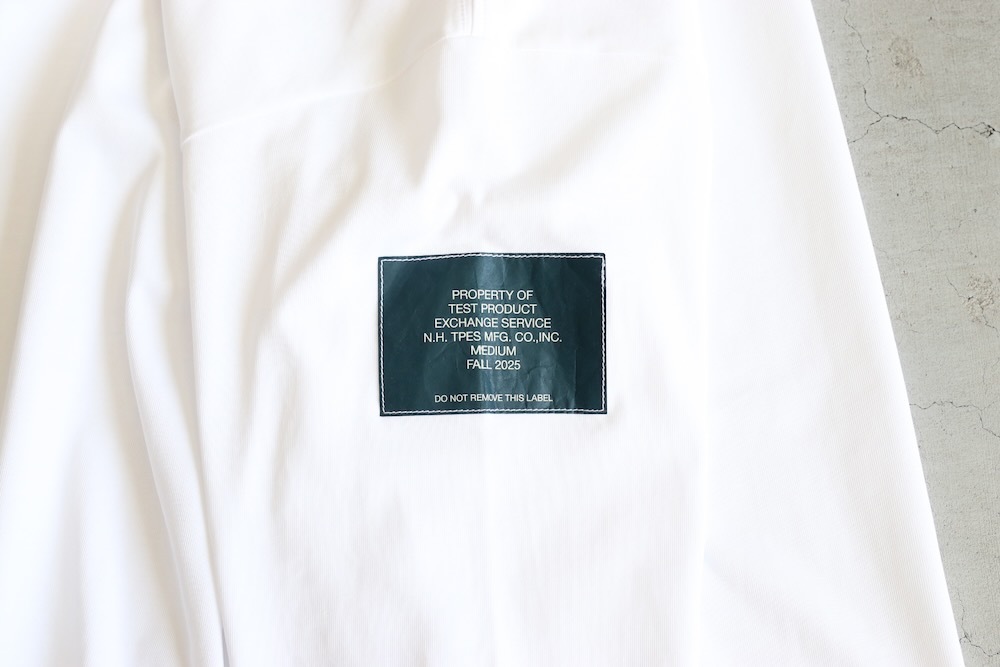 PROPERTY OF
TEST PRODUCT
EXCHANGE SERVICE
N.H. TPES MFG. CO.,INC.
MEDIUM
FALL 2025
DO NOT REMOVE THIS LABEL